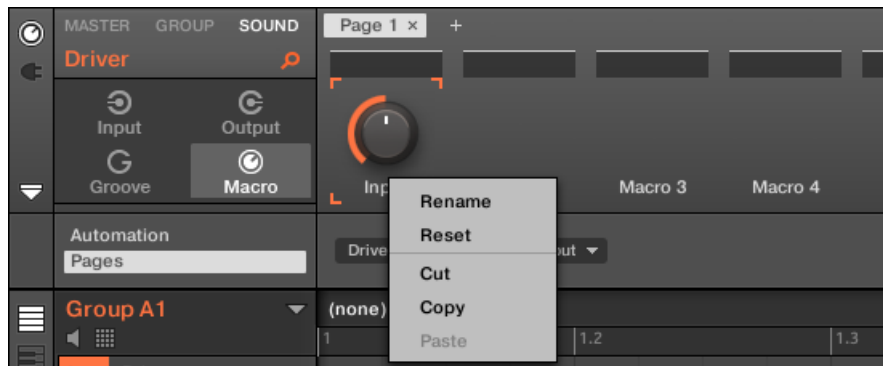 MASTER GROUP SOUND
Page 1 × +
Driver
Input Output
Groove Macro
Inp Macro 3 Macro 4
Rename
Reset
Cut
Copy
Paste
Automation
Pages
Drive ut
Group A1
(none)
1 1.2 1.3